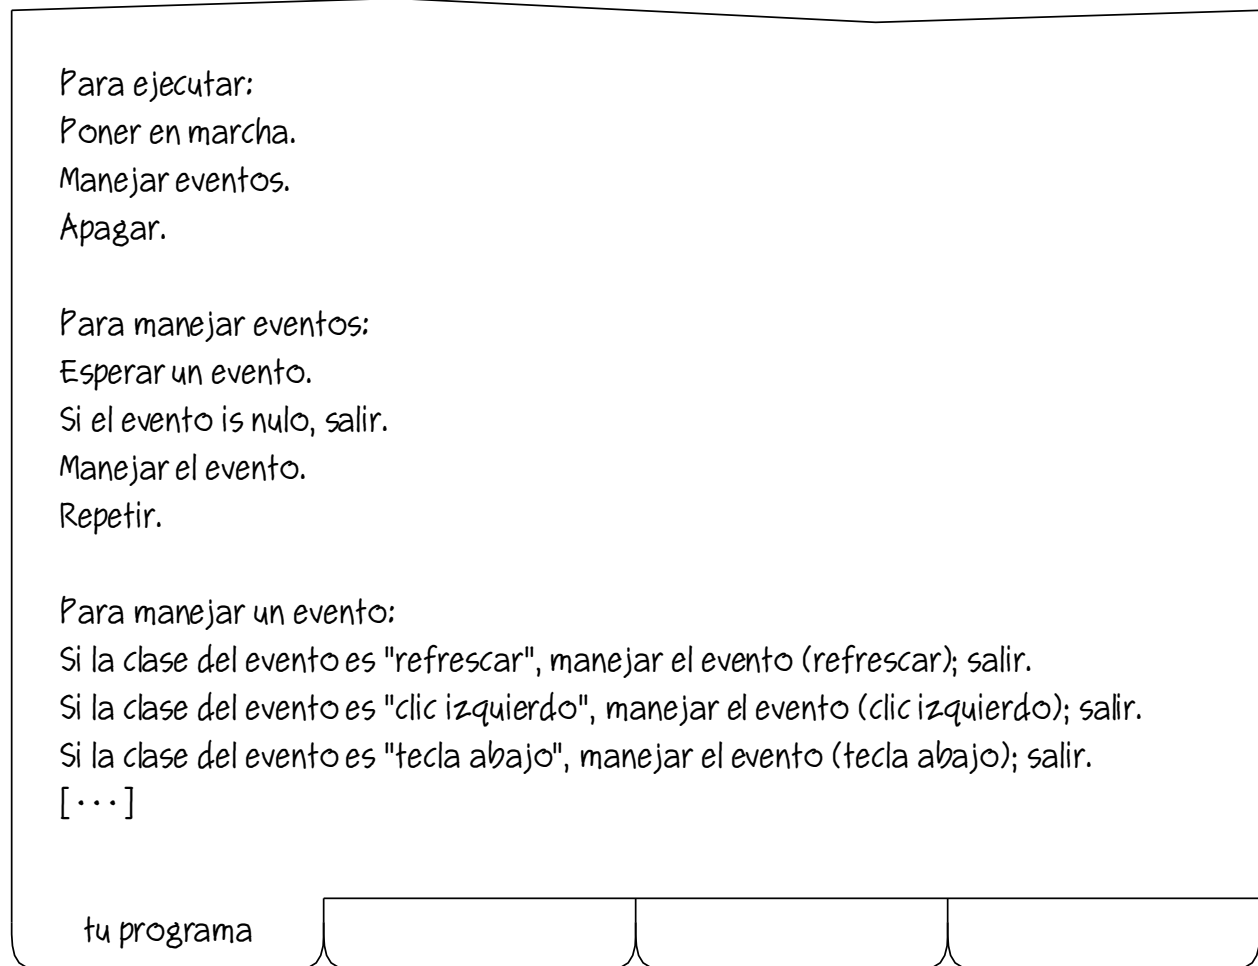 Para ejecutar:
Poner en marcha.
Manejar eventos.
Apagar.
Para manejar eventos:
Esperar un evento.
Si el evento is nulo, salir.
Manejar el evento.
Repetir.
Para manejar un evento:
Si la clase del evento es "refrescar", manejar el evento (refrescar); salir.
Si la clase del evento es "clic izquierdo", manejar el evento (clic izquierdo); salir.
Si la clase del evento es "tecla abajo", manejar el evento (tecla abajo); salir.
[...]
tu programa